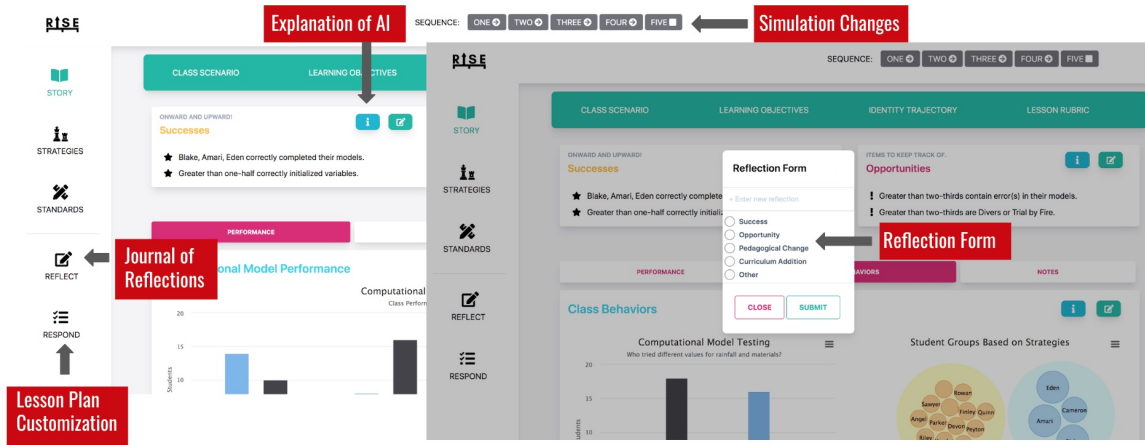 RISE
Explanation of AI
SEQUENCE: ONE TWO THREE FOUR FIVE
Simulation Changes
STORY
STRATEGIES
STANDARDS
REFLECT
RESPOND
Journal of
Reflections
Lesson Plan
Customization
CLASS SCENARIO
LEARNING OBJECTIVES
ONWARD AND UPWARD!
Successes
i
Blake, Amari, Eden correctly completed their models.
Greater than one-half correctly initialized variables.
PERFORMANCE
Model Performance
Computational
Class
20
15
10
Students
RISE
SEQUENCE: ONE TWO THREE FOUR FIVE
STORY
STRATEGIES
STANDARDS
REFLECT
RESPOND
CLASS SCENARIO
LEARNING OBJECTIVES
IDENTITY TRAJECTORY
LESSON RUBRIC
ONWARD AND UPWARD!
Successes
Blake, Amari, Eden correctly
Greater than one-half correctly
ITEMS TO KEEP TRACK OF:
Opportunities
i
! Greater than two-thirds contain error(s) in their models.
! Greater than two-thirds are Divers or Trial by Fire.
Reflection Form
+ Enter new reflection
Success
Opportunity
Pedagogical Change
Curriculum Addition
Other
CLOSE
SUBMIT
Reflection Form
PERFORMANCE
NOTES
Class Behaviors
i
Computational Model Testing
Who tried different values for rainfall and materials?
20
15
10
Student Groups Based on Strategies
Rowan
Sawyer
Finley
Quinn
Angel
Parker
Devon
Peyton
Riley
Eden
Cameron
Amari